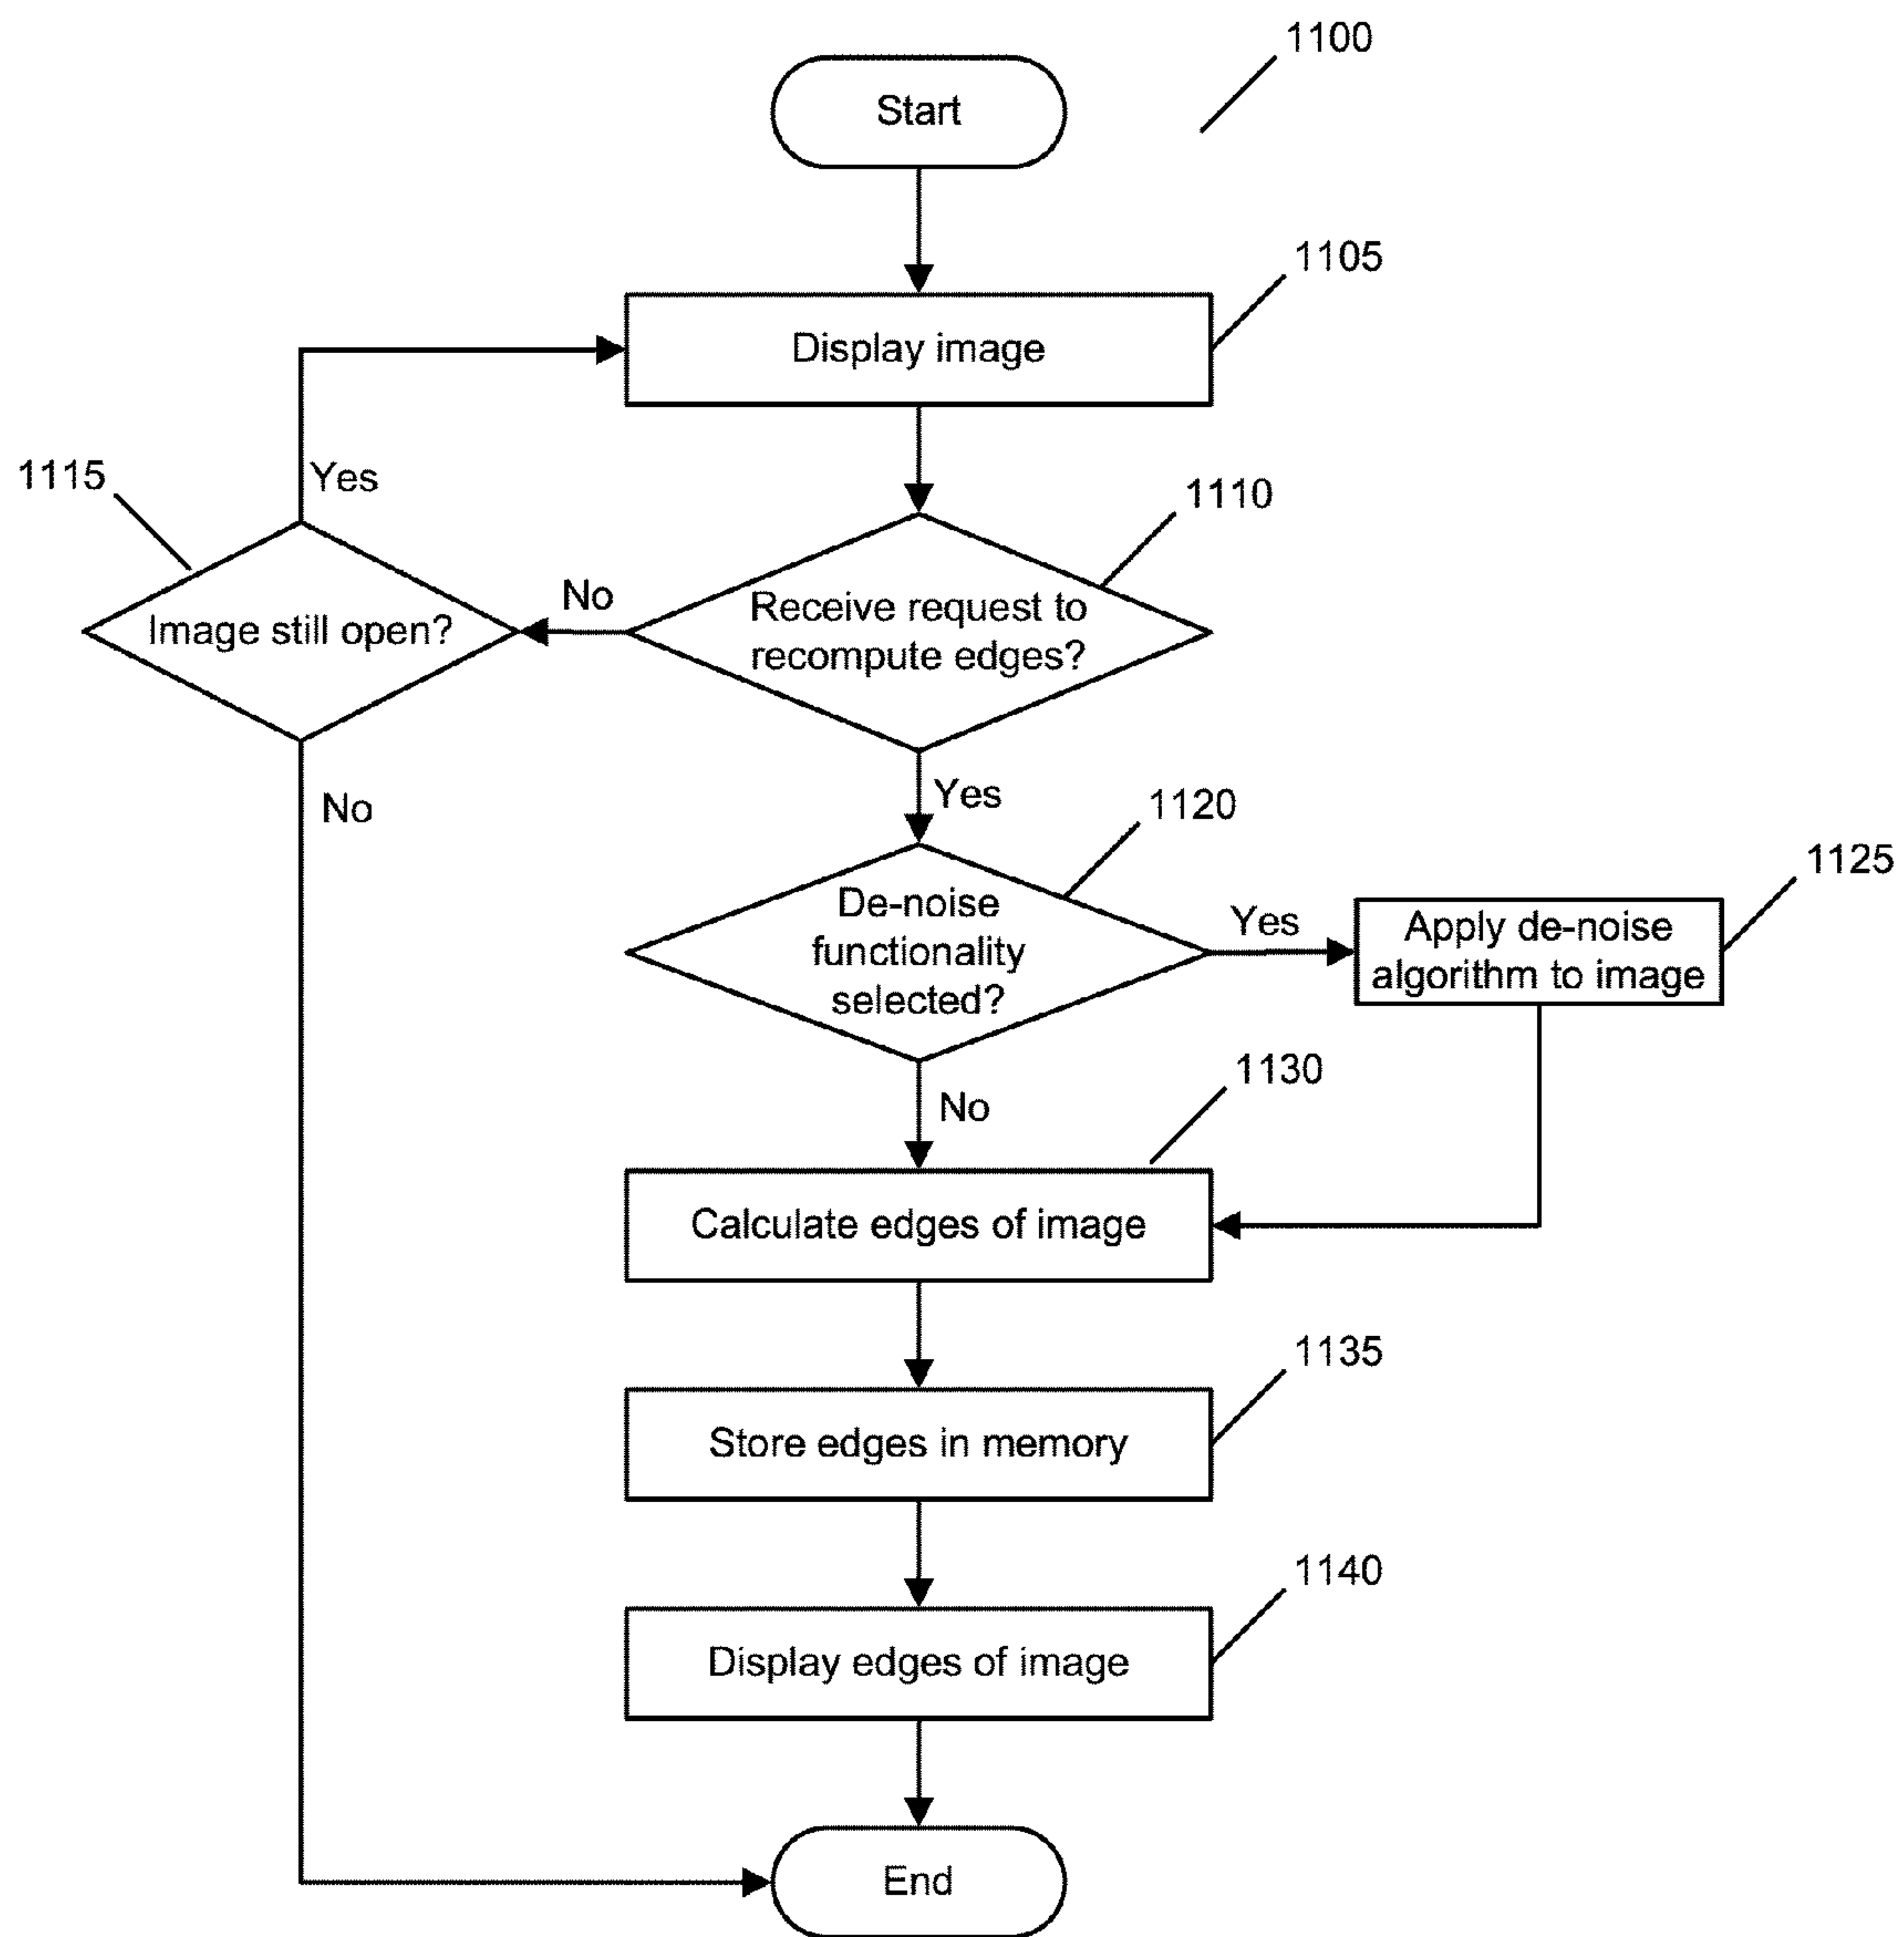 1100
Start
1105
Display image
1115
Yes
1110
No
Receive request to
recompute edges?
Image still open?
Yes
No
1120
De-noise
functionality
selected?
Yes
1125
Apply de-noise
algorithm to image
No
1130
Calculate edges of image
1135
Store edges in memory
1140
Display edges of image
End